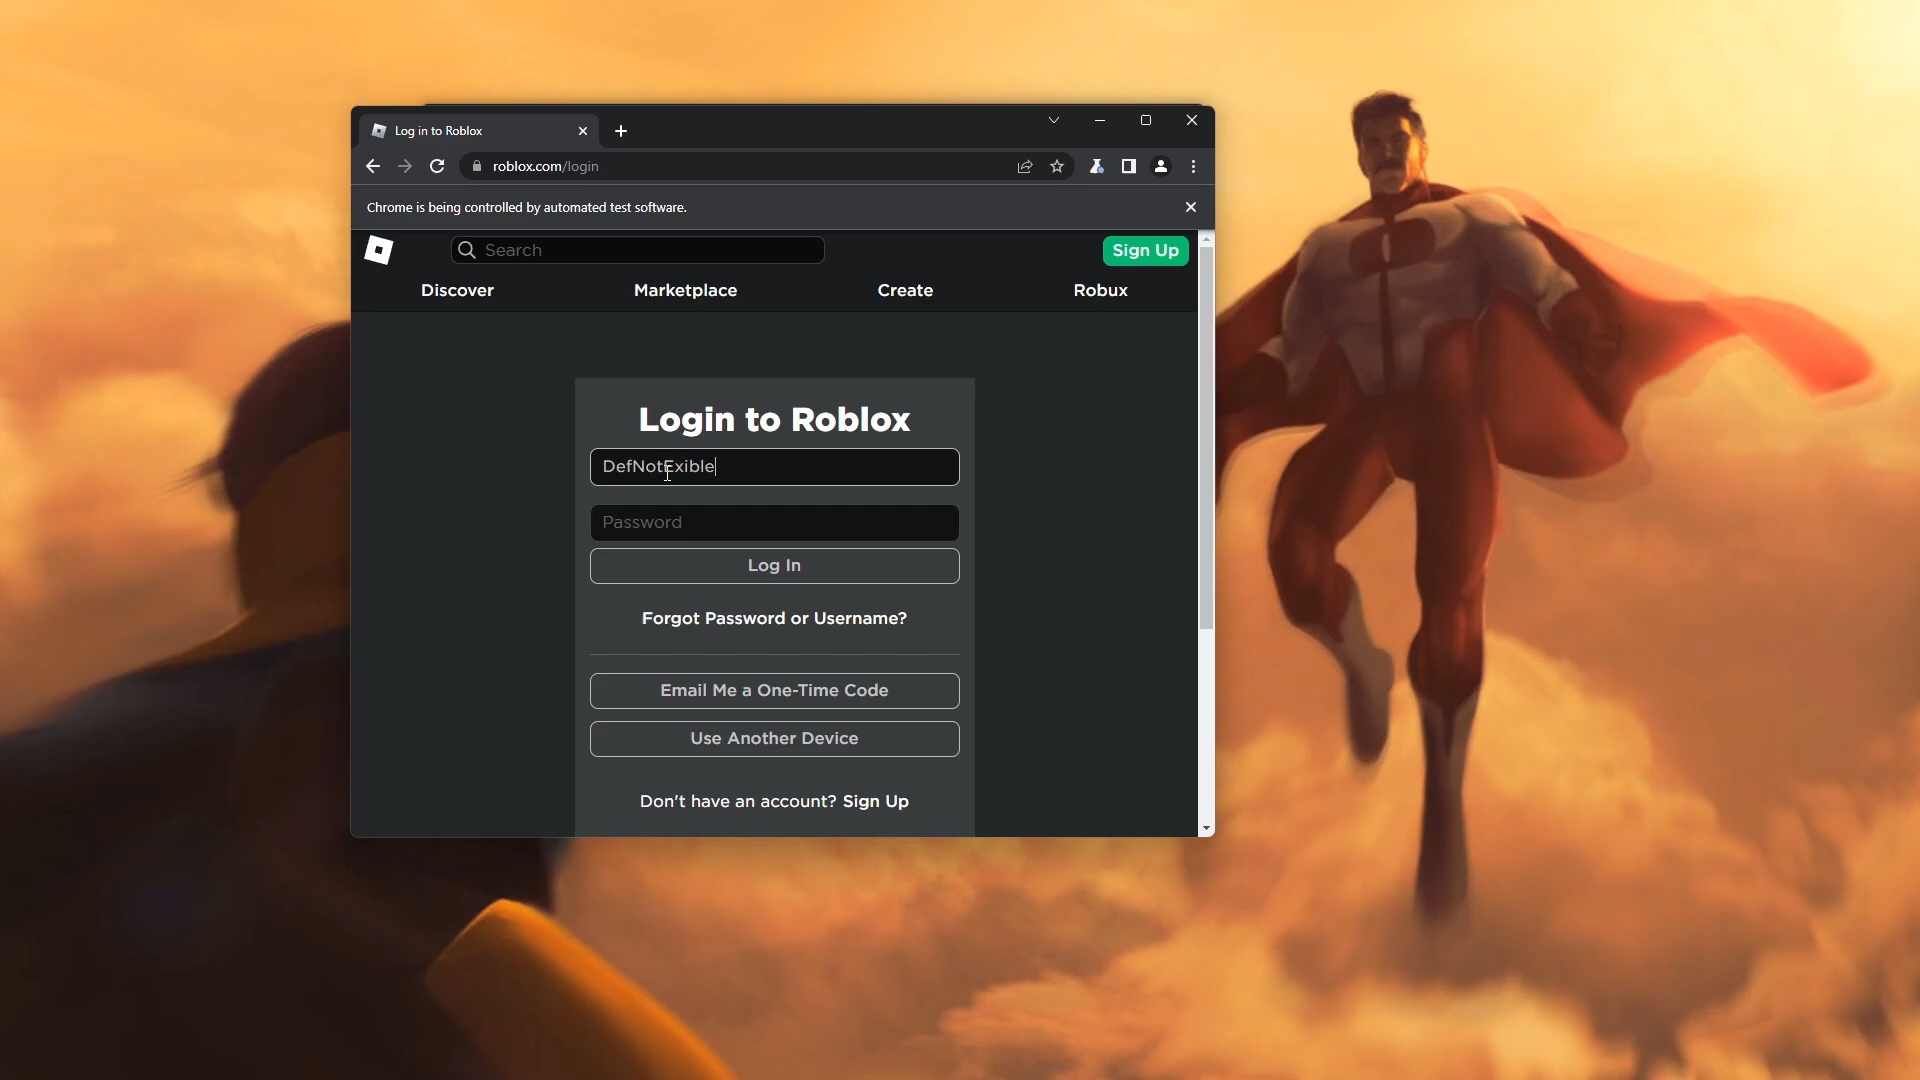 Log in to Roblox
roblox.com/login
Chrome is being controlled by automated test software.
Search
Sign Up
Discover
Marketplace
Create
Robux
Login to Roblox
DefNotExible
Password
Log In
Forgot Password or Username?
Email Me a One-Time Code
Use Another Device
Don't have an account? Sign Up